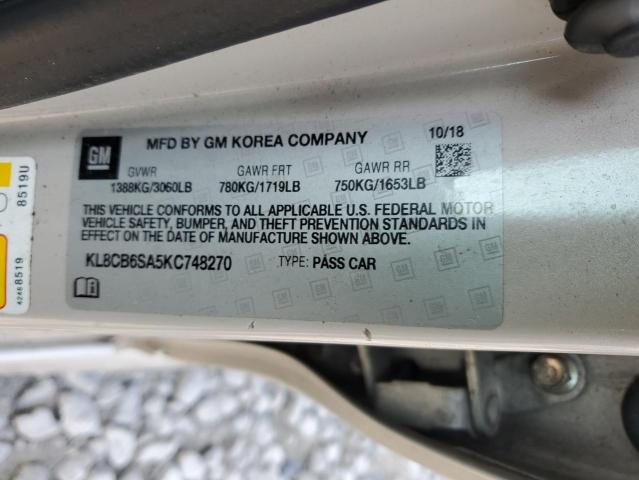 GM
MFD BY GM KOREA COMPANY
10/18
GVWR GAWR FRT GAWR RR
1388KG/3060LB 780KG/1719LB 750KG/1653LB
THIS VEHICLE CONFORMS TO ALL APPLICABLE U.S. FEDERAL MOTOR
VEHICLE SAFETY, BUMPER, AND THEFT PREVENTION STANDARDS IN
EFFECT ON THE DATE OF MANUFACTURE SHOWN ABOVE.
KL8CB6SA5KC748270 TYPE: PASS CAR
8519U
42468519